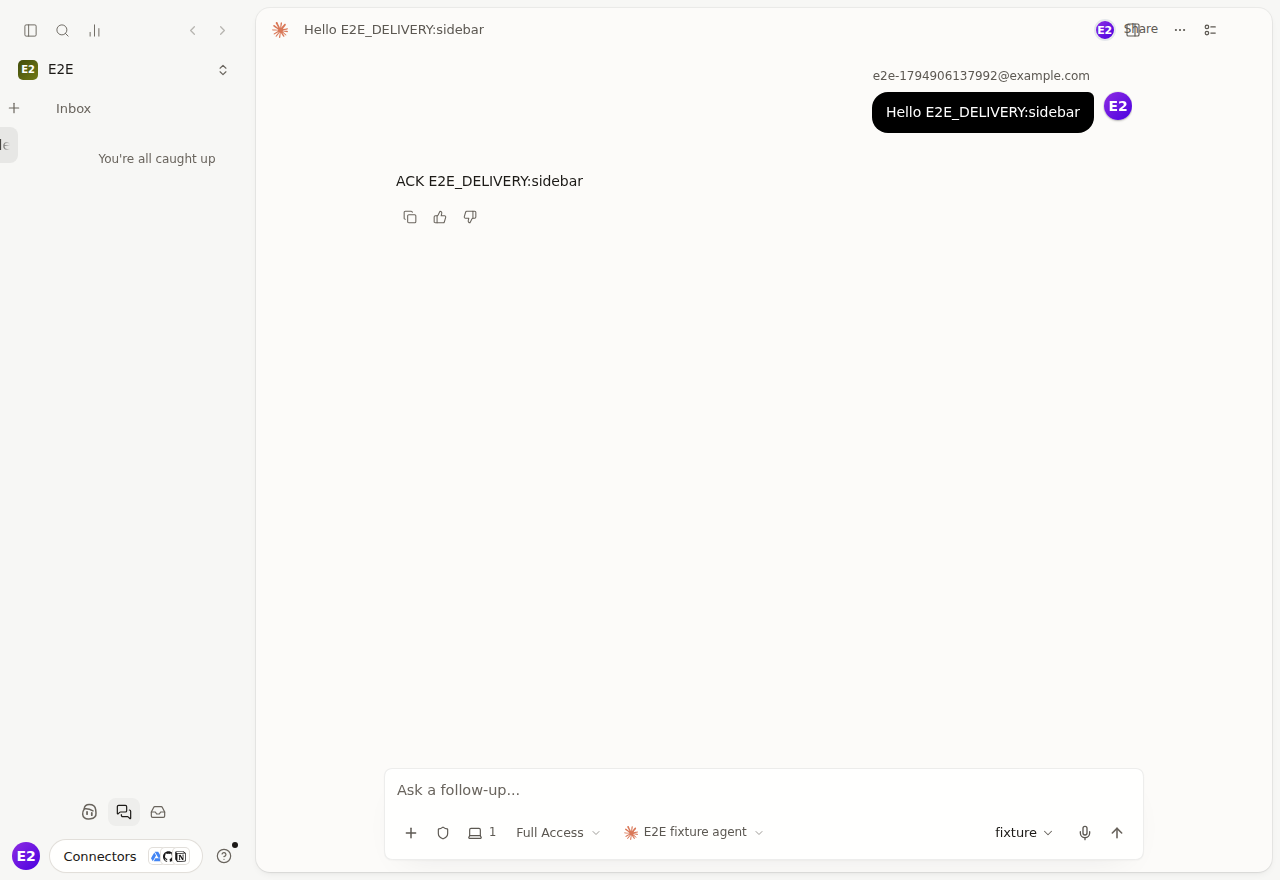 Hello E2E_DELIVERY:sidebar
E2
Share
E2
E2E
e2e-1794906137992@example.com
Inbox
Hello E2E_DELIVERY:sidebar
E2
You're all caught up
ACK E2E_DELIVERY:sidebar
Ask a follow-up...
1
Full Access
E2E fixture agent
fixture
E2
Connectors